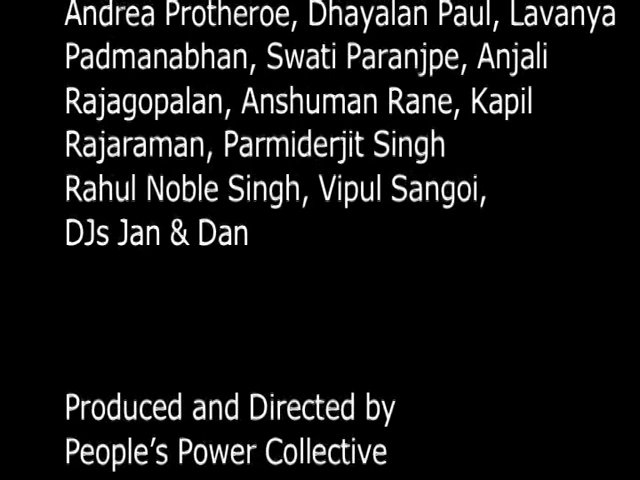 Andrea Protheroe, Dhayalan Paul, Lavanya
Padmanabhan, Swati Paranjpe, Anjali
Rajagopalan, Anshuman Rane, Kapil
Rajaraman, Parmiderjit Singh
Rahul Noble Singh, Vipul Sangoi,
DJs Jan & Dan
Produced and Directed by
People’s Power Collective